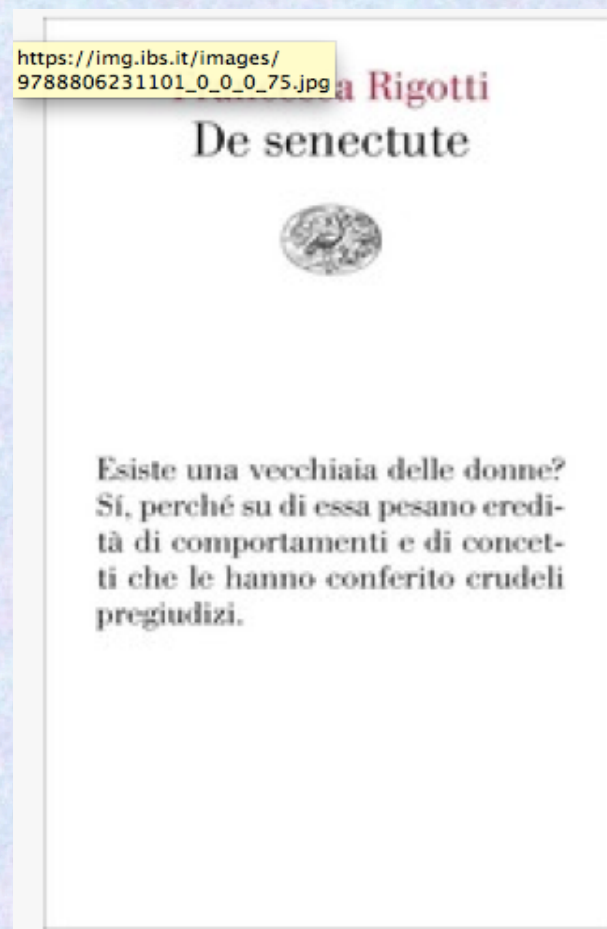 https://img.ibs.it/images/
9788806231101_0_0_0_75.jpg
Rigotti
De senectute
Esiste una vecchiaia delle donne?
Sí, perché su di essa pesano eredi-
tà di comportamenti e di concet-
ti che le hanno conferito crudeli
pregiudizi.